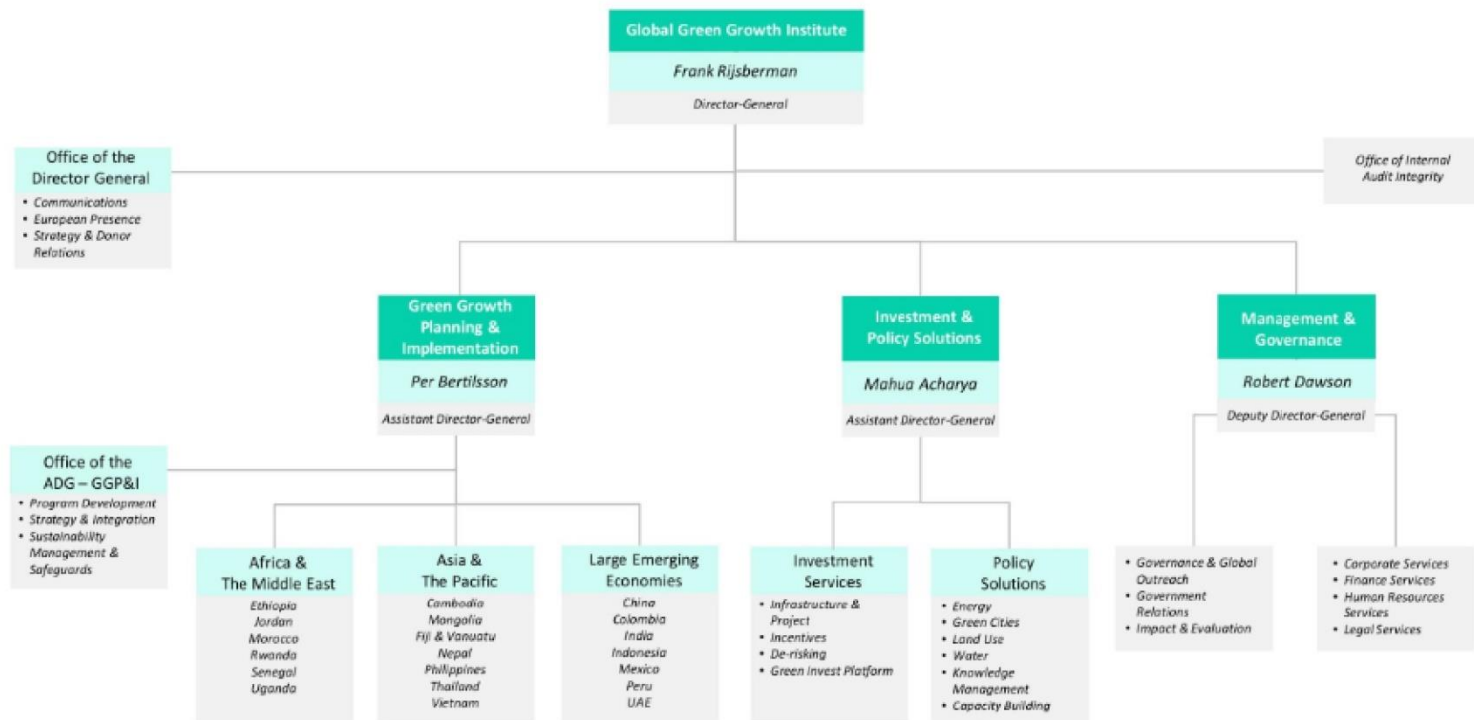 Global Green Growth Institute
Frank Rijsberman
Director-General
Office of the
Director General
• Communications
• European Presence
• Strategy & Donor
Relations
Office of Internal
Audit Integrity
Green Growth
Planning &
Implementation
Per Bertilsson
Assistant Director-General
Investment &
Policy Solutions
Mahua Acharya
Assistant Director-General
Management &
Governance
Robert Dawson
Deputy Director-General
Office of the
ADG – GGP&I
• Program Development
• Strategy & Integration
• Sustainability
Management &
Safeguards
Africa &
The Middle East
Ethiopia
Jordan
Morocco
Rwanda
Senegal
Uganda
Asia &
The Pacific
Cambodia
Mongolia
Fiji & Vanuatu
Nepal
Philippines
Thailand
Vietnam
Large Emerging
Economies
China
Colombia
India
Indonesia
Mexico
Peru
UAE
Investment
Services
• Infrastructure &
Project
• Incentives
• De-risking
• Green Invest Platform
Policy
Solutions
• Energy
• Green Cities
• Land Use
• Water
• Knowledge
Management
• Capacity Building
• Governance & Global
Outreach
• Government
Relations
• Impact & Evaluation
• Corporate Services
• Finance Services
• Human Resources
Services
• Legal Services